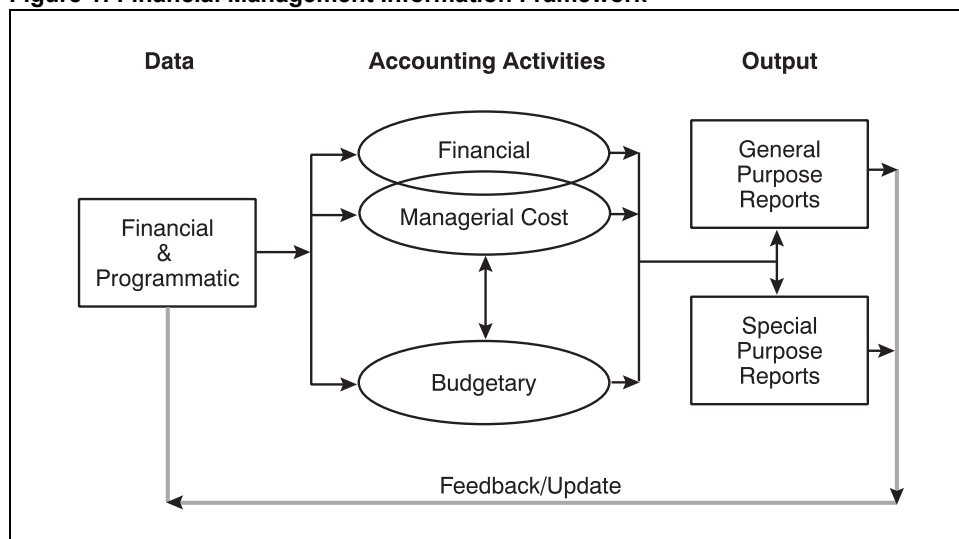 Figure 1: Financial Management Information Framework
Data
Accounting Activities
Output
Financial
&
Programmatic
Financial
Managerial Cost
Budgetary
General
Purpose
Reports
Special
Purpose
Reports
Feedback/Update